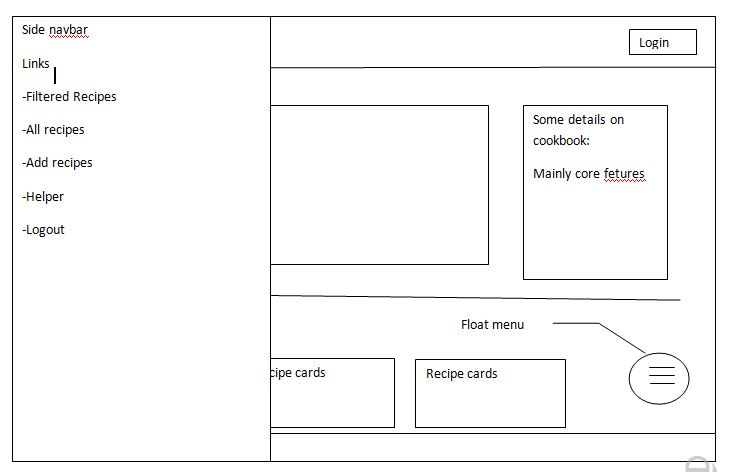 Side navbar
Links
-Filtered Recipes
-All recipes
-Add recipes
-Helper
-Logout
Login
Some details on
cookbook:
Mainly core fetures
Float menu
cipe cards
Recipe cards